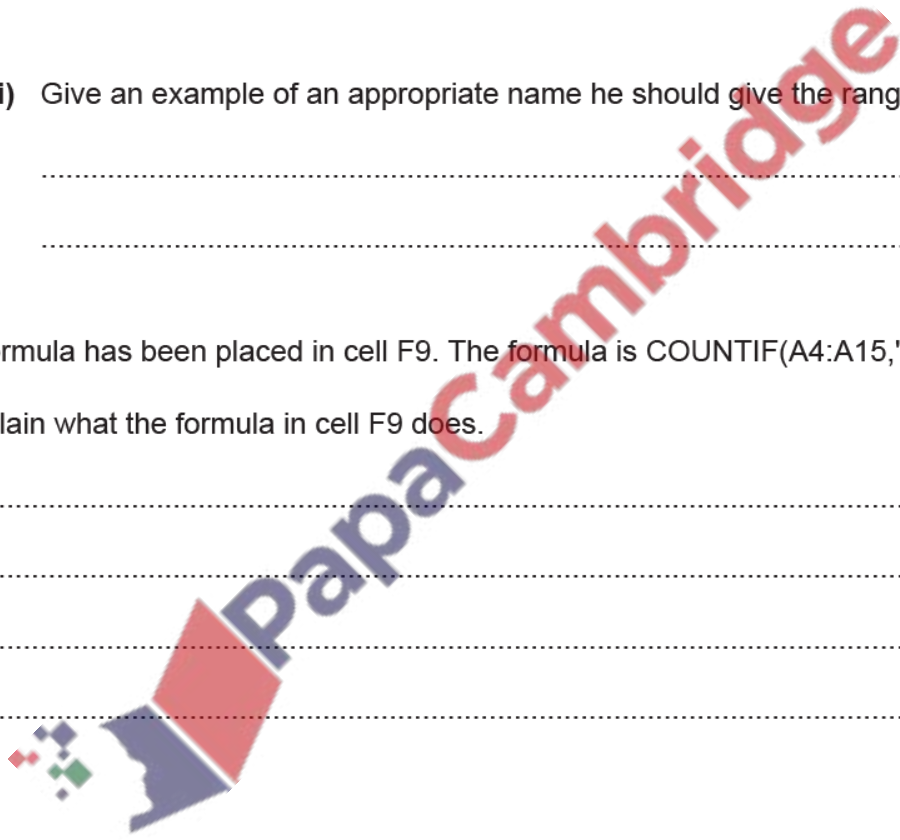 i) Give an example of an appropriate name he should give the rang
rmula has been placed in cell F9. The formula is COUNTIF(A4:A15,"
lain what the formula in cell F9 does.
PapaCambridge